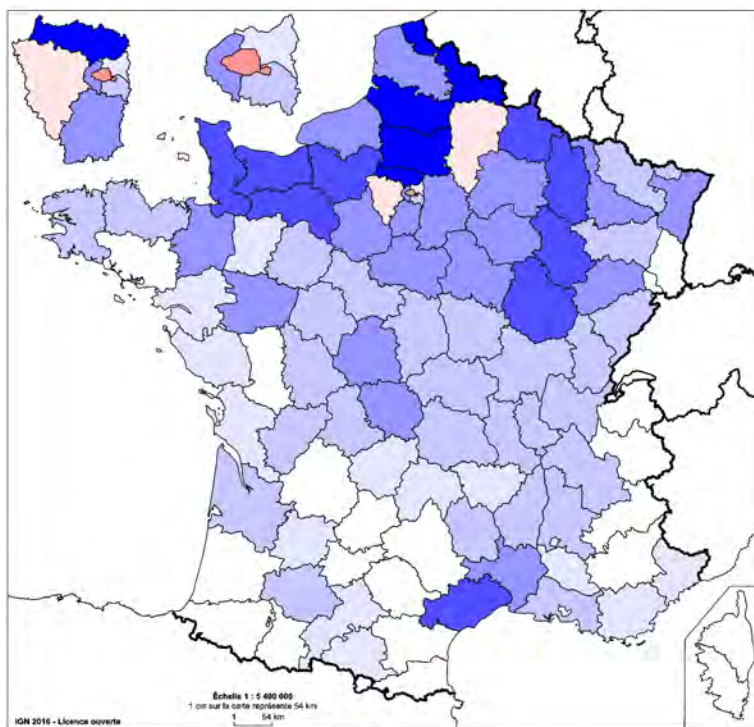 Échelle 1 : 5 400 000
1 cm sur la carte représente 54 km
1 54 km
IGN 2016 - Licence ouverte